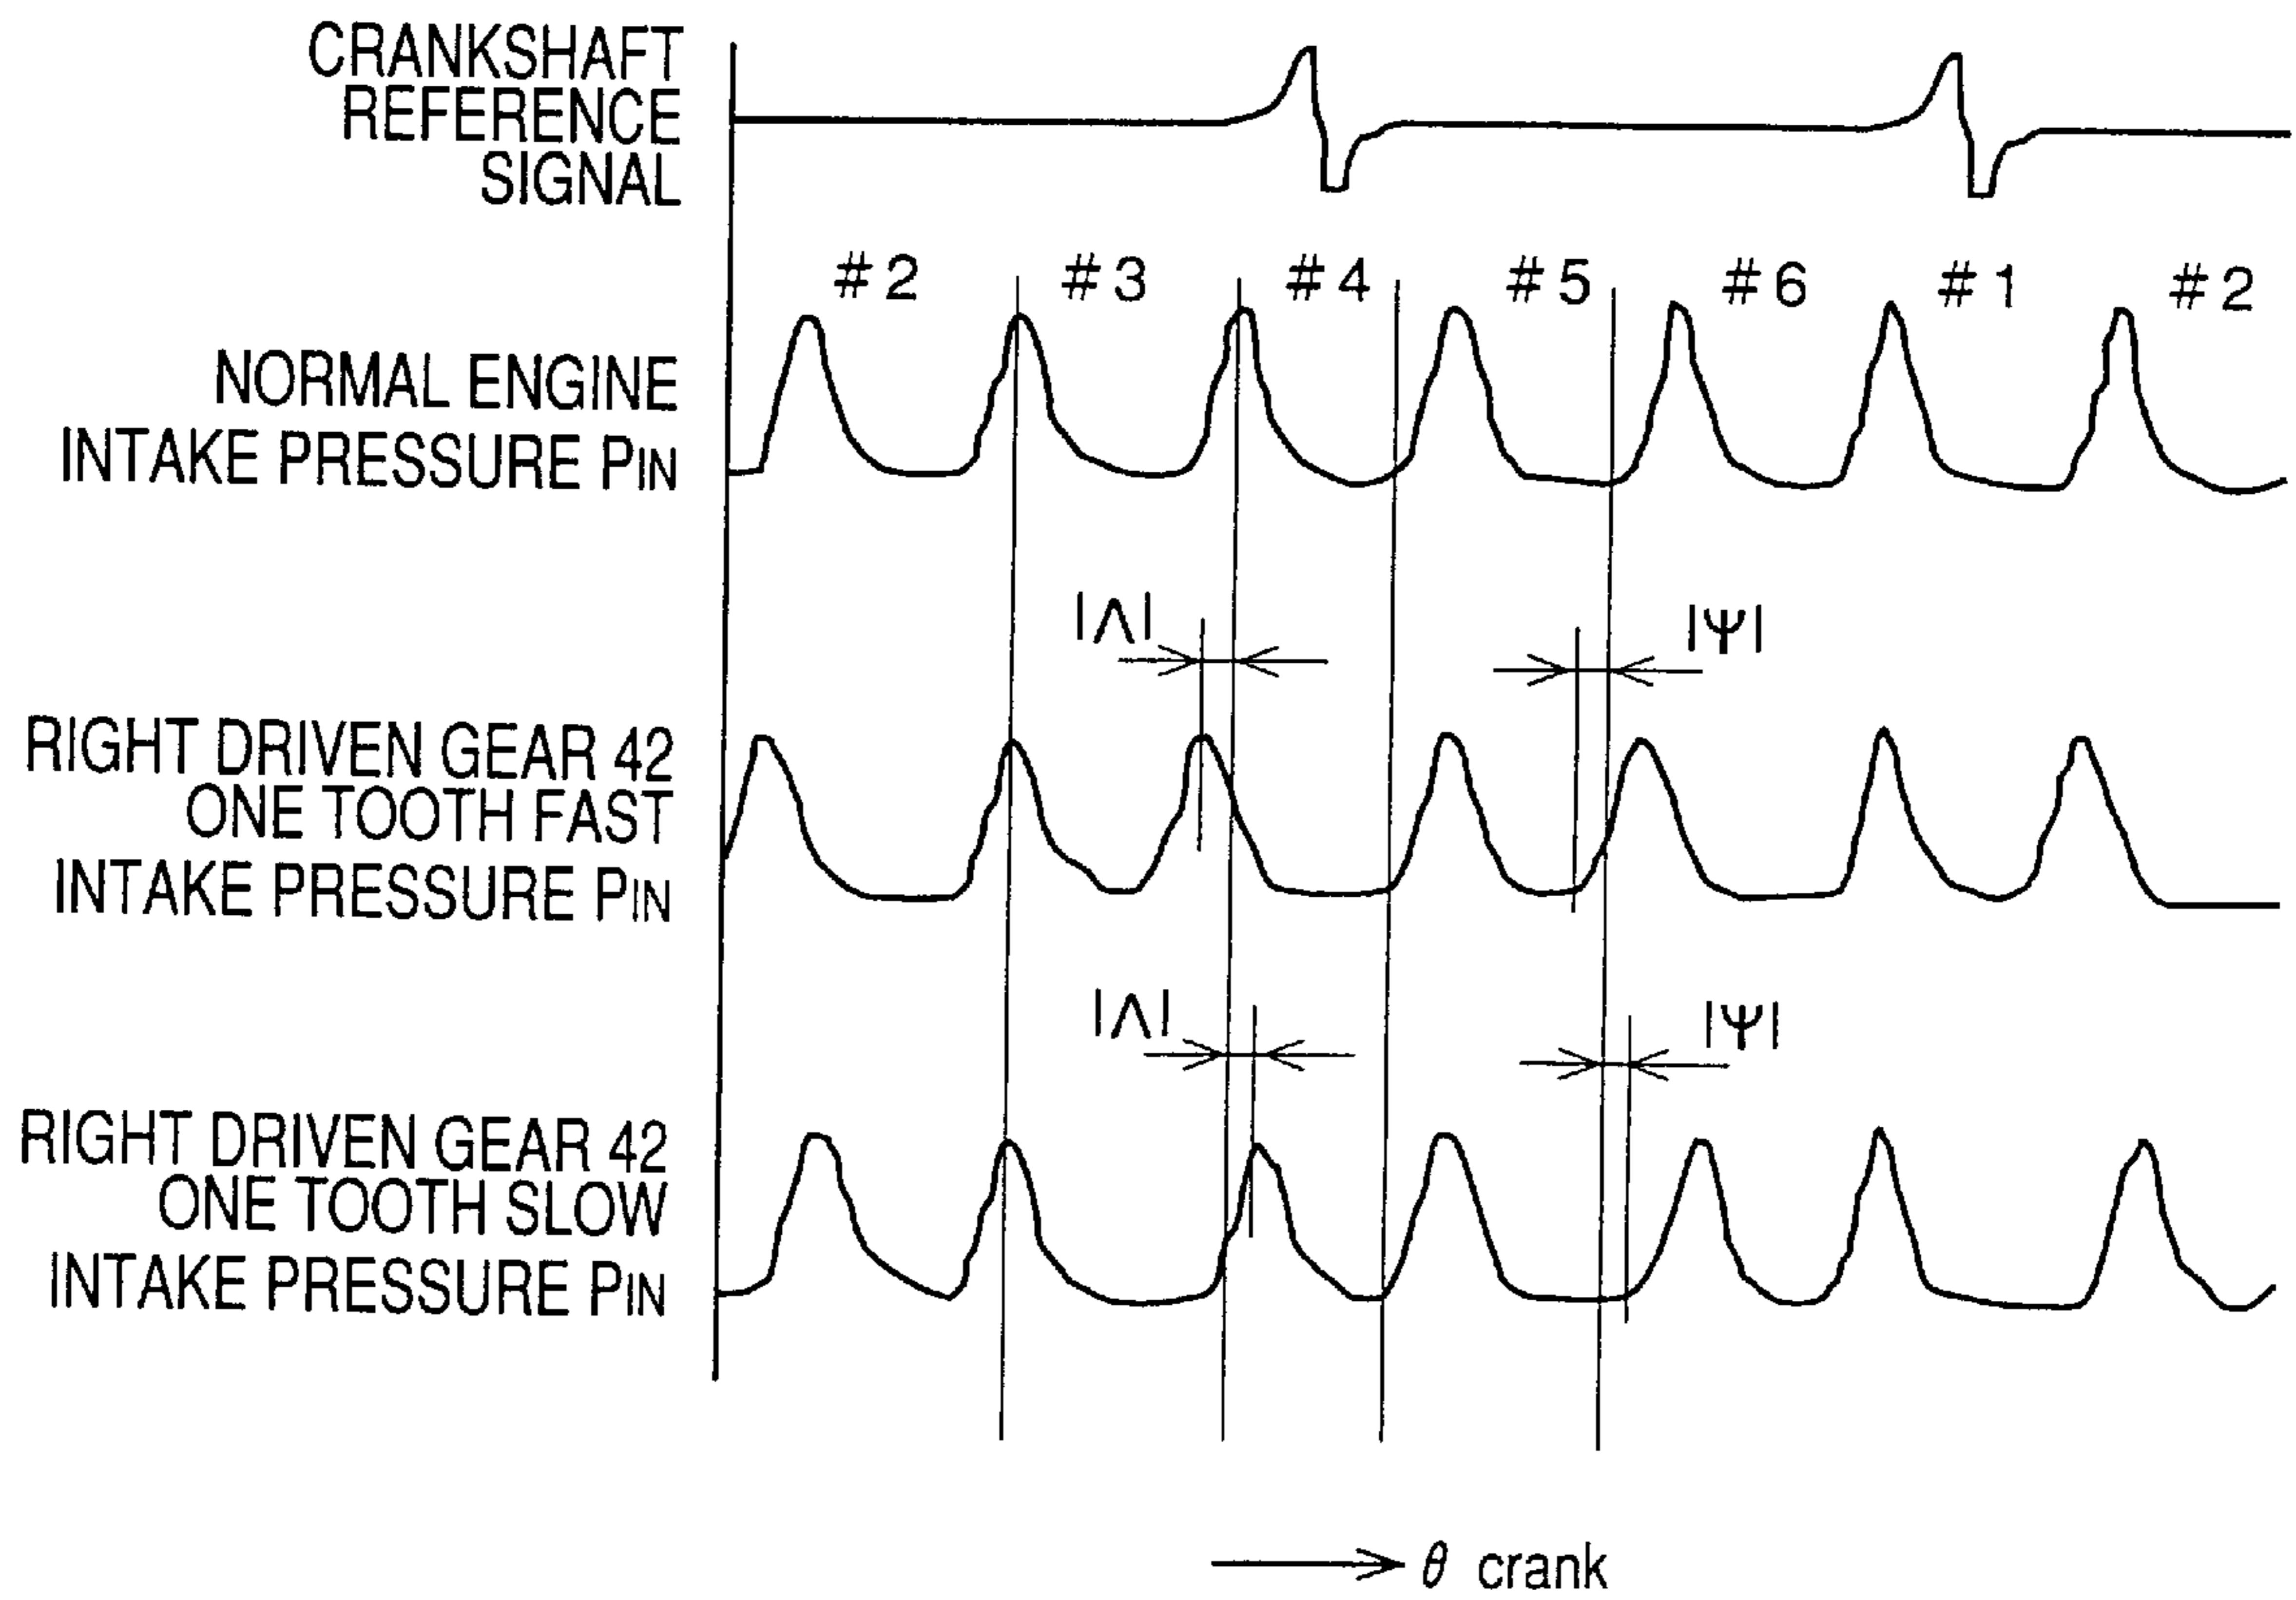 CRANKSHAFT
REFERENCE
SIGNAL
#2 #3 #4 #5 #6 #1 #2
NORMAL ENGINE
INTAKE PRESSURE PIN
|Λ| |Ψ|
RIGHT DRIVEN GEAR 42
ONE TOOTH FAST
INTAKE PRESSURE PIN
|Λ| |Ψ|
RIGHT DRIVEN GEAR 42
ONE TOOTH SLOW
INTAKE PRESSURE PIN
θ crank